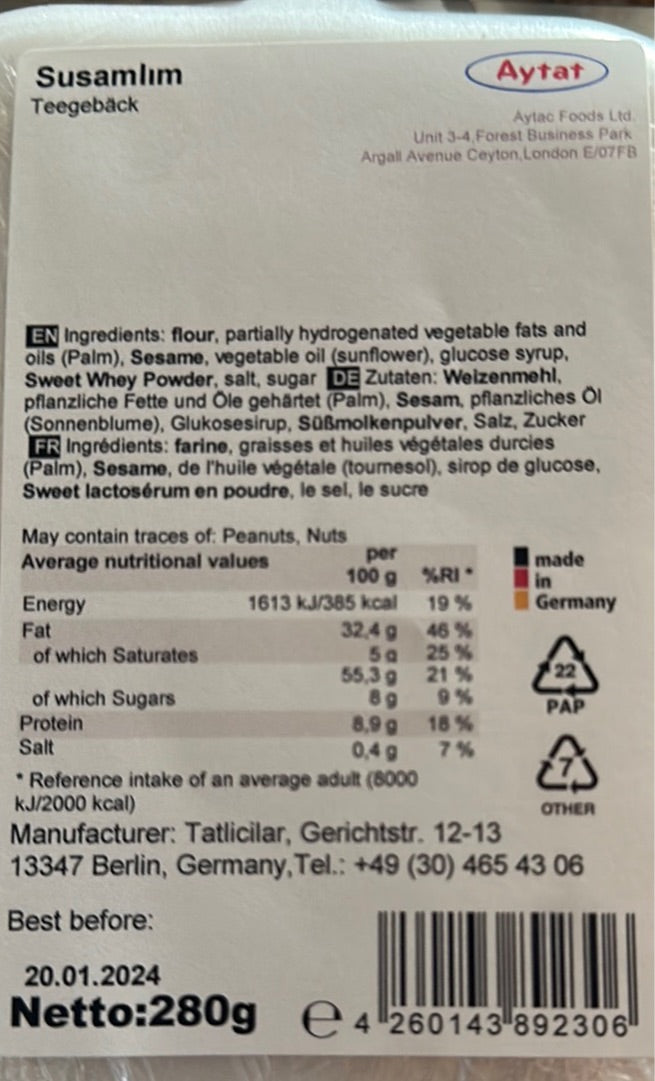 Susamlım
Teegebäck
Aytat
Aytac Foods Ltd.
Unit 3-4, Forest Business Park
Argall Avenue Ceyton, London E/07FB
EN Ingredients: flour, partially hydrogenated vegetable fats and
oils (Palm), Sesame, vegetable oil (sunflower), glucose syrup,
Sweet Whey Powder, salt, sugar DE Zutaten: Weizenmehl,
pflanzliche Fette und Öle gehärtet (Palm), Sesam, pflanzliches Öl
(Sonnenblume), Glukosesirup, Süßmolkenpulver, Salz, Zucker
FR Ingrédients: farine, graisses et huiles végétales durcies
(Palm), Sesame, de l'huile végétale (tournesol), sirop de glucose,
Sweet lactosérum en poudre, le sel, le sucre
May contain traces of: Peanuts, Nuts
Average nutritional values per
100 g %RI *
Energy 1613 kJ/385 kcal 19 %
Fat 32,4 g 46 %
of which Saturates 5 g 25 %
55,3 g 21 %
of which Sugars 8 g 9 %
Protein 8,9 g 18 %
Salt 0,4 g 7 %
* Reference intake of an average adult (8000
kJ/2000 kcal)
made
in
Germany
22
PAP
7
OTHER
Manufacturer: Tatlicilar, Gerichtstr. 12-13
13347 Berlin, Germany,Tel.: +49 (30) 465 43 06
Best before:
20.01.2024
Netto:280g e
4 260143 892306